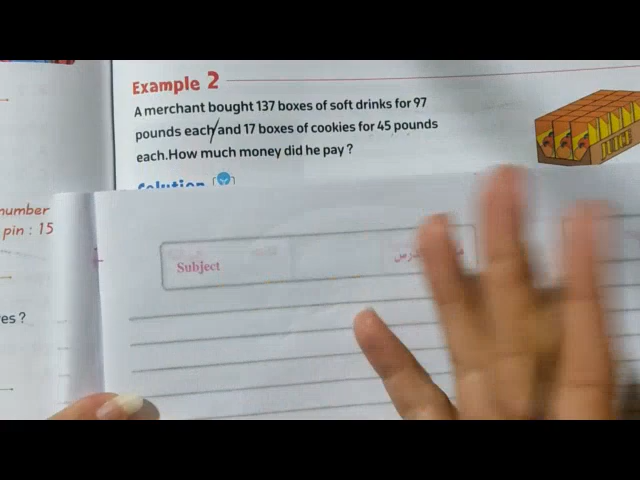 Example 2
A merchant bought 137 boxes of soft drinks for 97
pounds each and 17 boxes of cookies for 45 pounds
each.How much money did he pay ?
Solution
number
pin : 15
es ?
Subject